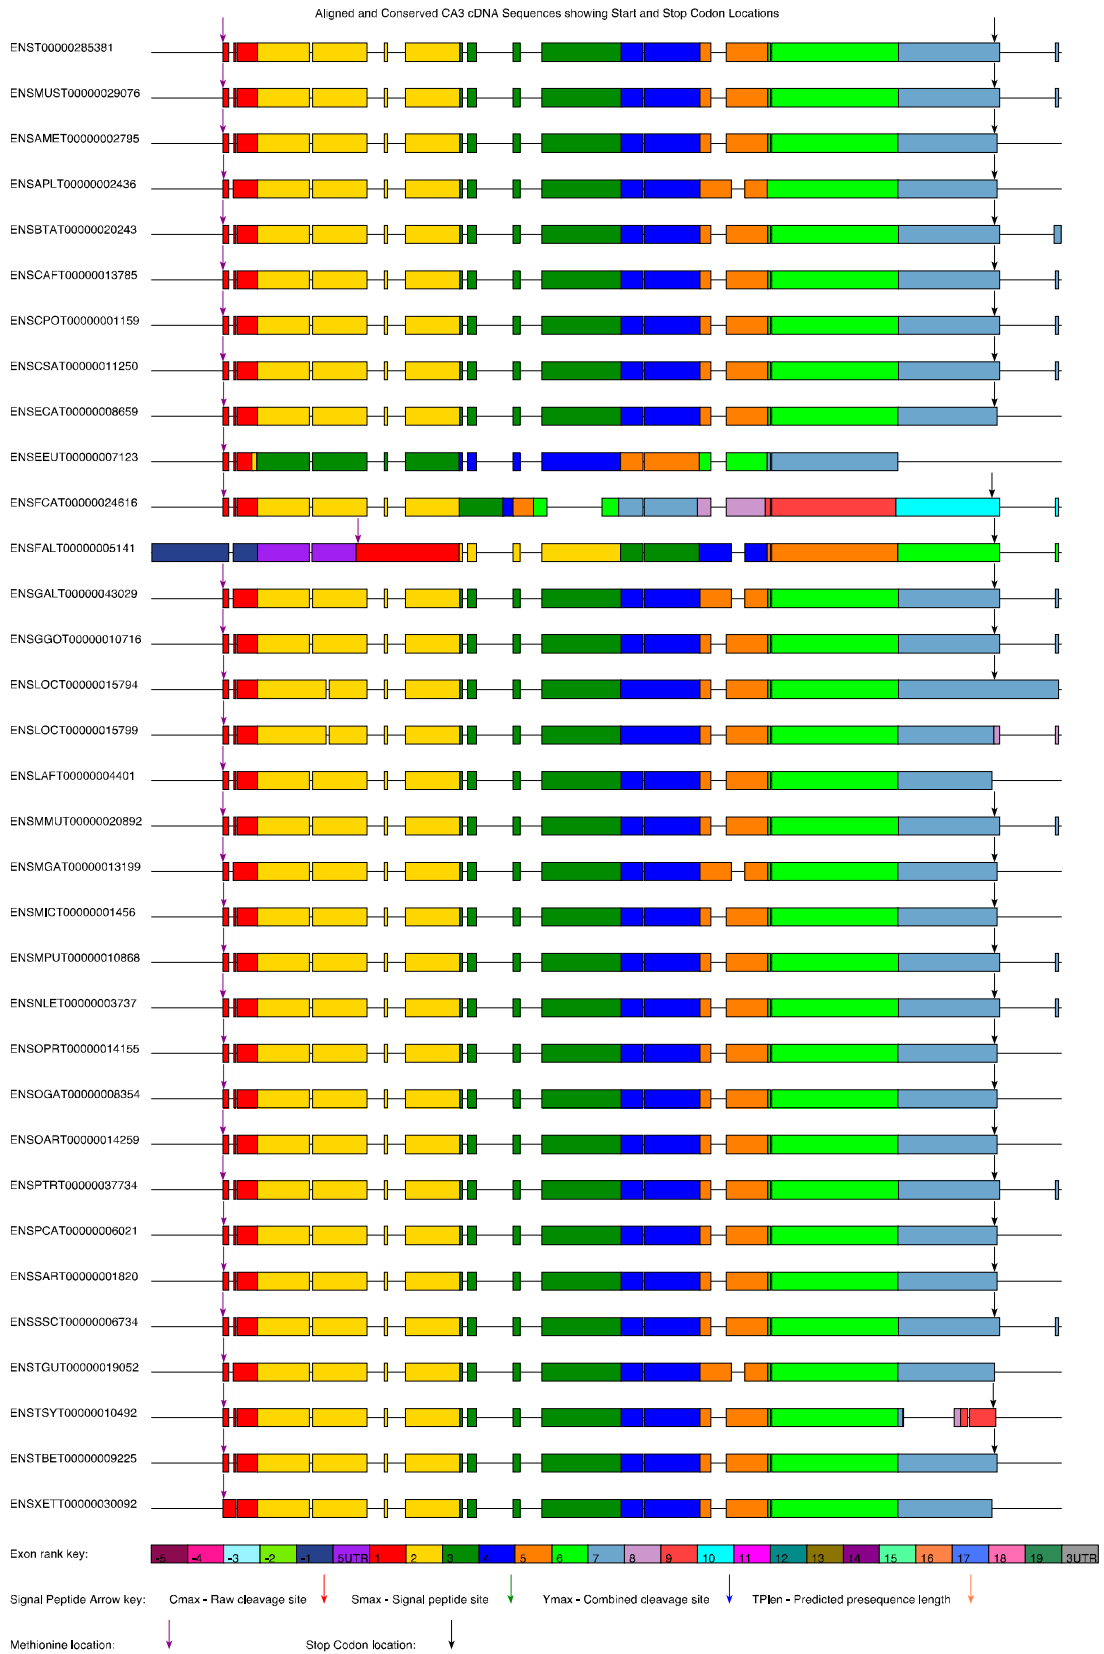 Aligned and Conserved CA3 cDNA Sequences showing Start and Stop Codon Locations
ENST00000285381
ENSMUST00000029076
ENSAMET00000002795
ENSAPLT00000002436
ENSBTAT00000020243
ENSCAFT00000013785
ENSCPOT00000001159
ENSCSAT00000011250
ENSECAT00000008659
ENSEEUT00000007123
ENSFCAT00000024616
ENSFALT00000005141
ENSGALT00000043029
ENSGGOT00000010716
ENSLOCT00000015794
ENSLOCT00000015799
ENSLAFT00000004401
ENSMMUT00000020892
ENSMGAT00000013199
ENSMICT00000001456
ENSMPUT00000010868
ENSNLET00000003737
ENSOPRT00000014155
ENSOGAT00000008354
ENSOART00000014259
ENSPTRT00000037734
ENSPCAT00000006021
ENSSART00000001820
ENSSSCT00000006734
ENSTGUT00000019052
ENSTSYT00000010492
ENSTBET00000009225
ENSXETT00000030092
Exon rank key: -5 -4 -3 -2 -1 5UTR 1 2 3 4 5 6 7 8 9 10 11 12 13 14 15 16 17 18 19 3UTR
Signal Peptide Arrow key: Cmax - Raw cleavage site Smax - Signal peptide site Ymax - Combined cleavage site TPlen - Predicted presequence length
Methionine location: Stop Codon location: